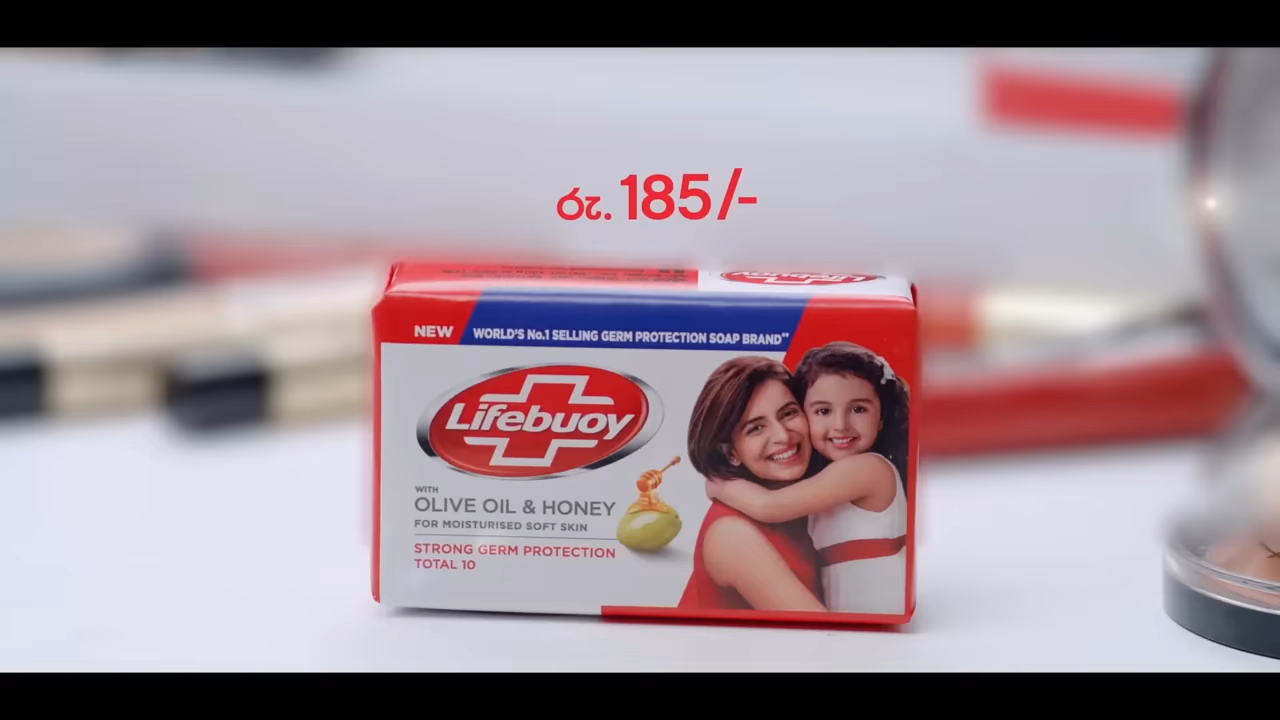 රු. 185/-
Lifebuoy
NEW
WORLD'S No.1 SELLING GERM PROTECTION SOAP BRAND**
Lifebuoy
WITH
OLIVE OIL & HONEY
FOR MOISTURISED SOFT SKIN
STRONG GERM PROTECTION
TOTAL 10